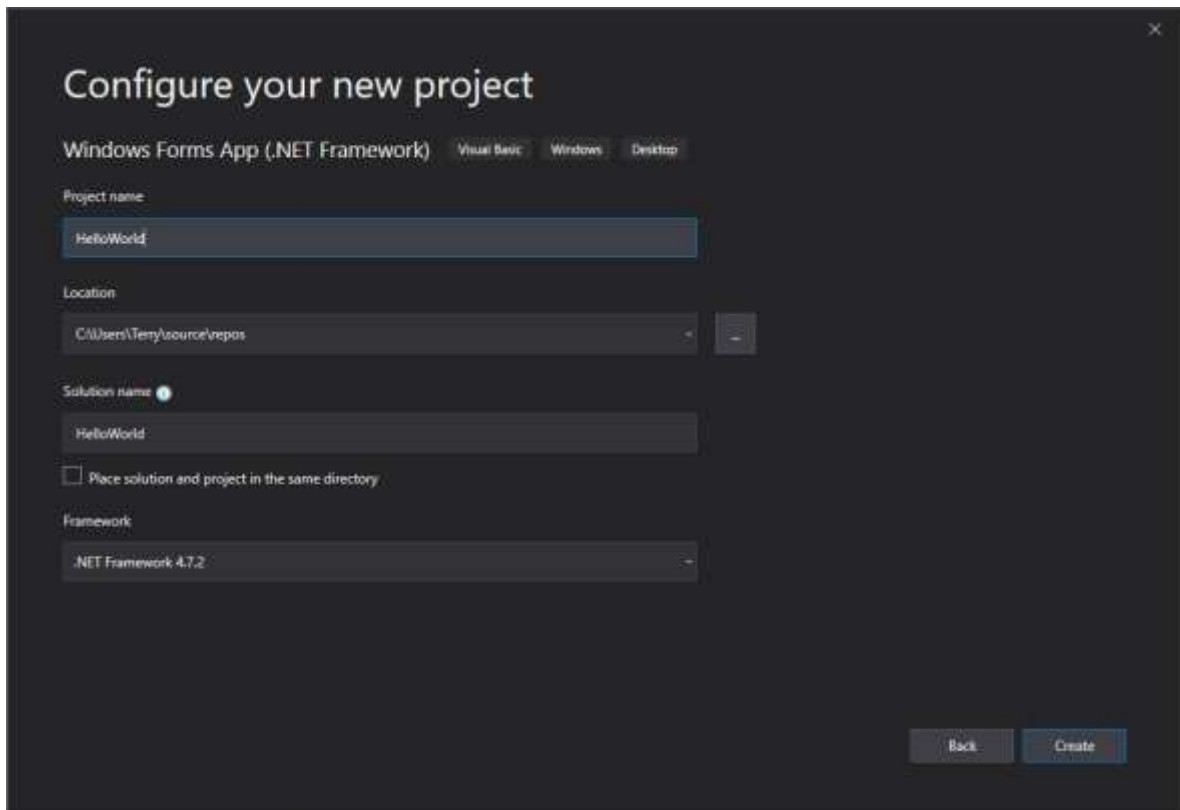 Configure your new project
Windows Forms App (.NET Framework) Visual Basic Windows Desktop
Project name
HelloWorld
Location
C:\Users\Terry\source\repos
...
Solution name
HelloWorld
Place solution and project in the same directory
Framework
.NET Framework 4.7.2
Back Create